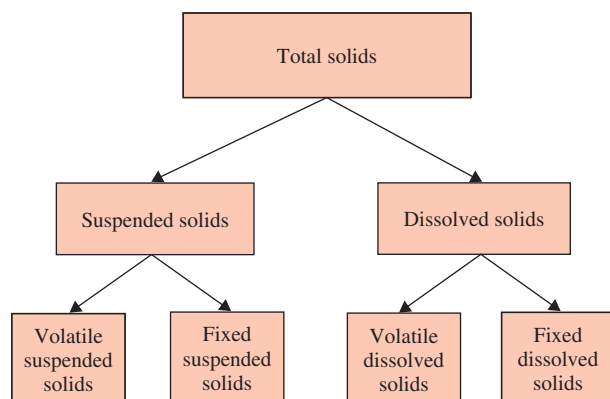 Total solids
Suspended solids
Dissolved solids
Volatile
suspended
solids
Fixed
suspended
solids
Volatile
dissolved
solids
Fixed
dissolved
solids